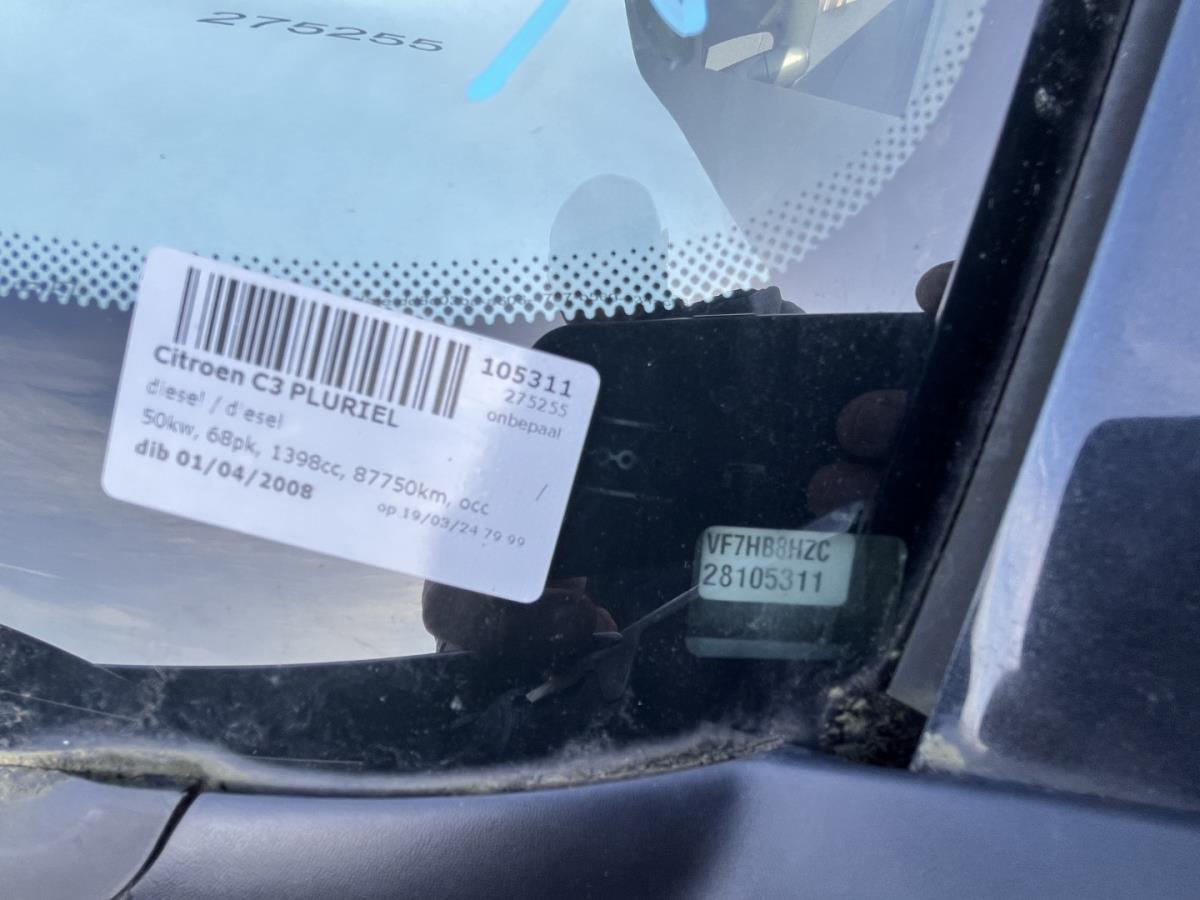 275255
105311
275255
onbepaal
Citroen C3 PLURIEL
diesel / diesel
50kw, 68pk, 1398cc, 87750km, occ /
dib 01/04/2008
op 19/03/24 79 99
VF7HB8HZC
28105311